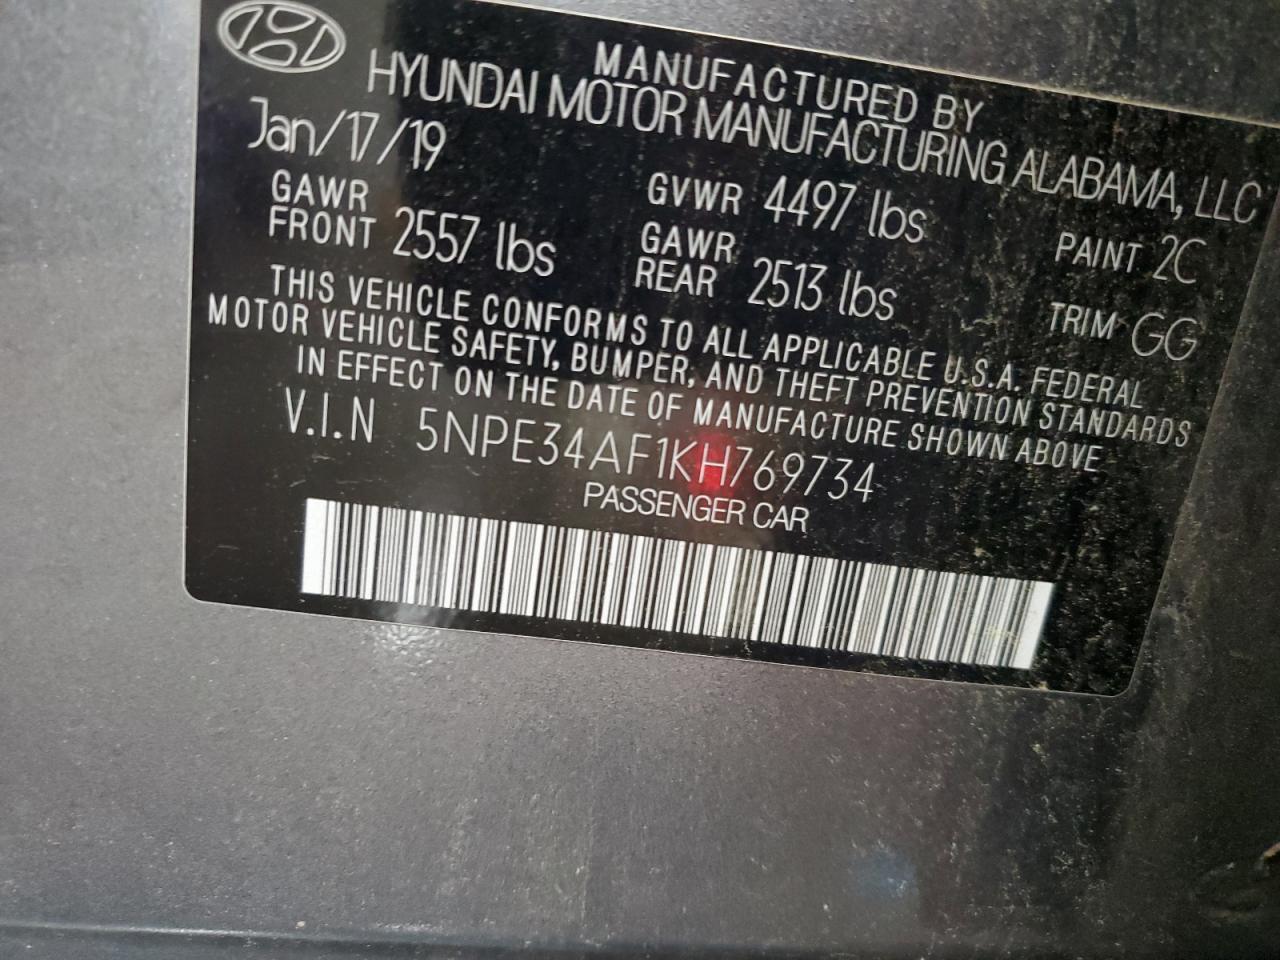 MANUFACTURED BY
HYUNDAI MOTOR MANUFACTURING ALABAMA, LLC
Jan/17/19
GVWR 4497 lbs
PAINT 2C
GAWR FRONT 2557 lbs
GAWR REAR 2513 lbs
TRIM GG
THIS VEHICLE CONFORMS TO ALL APPLICABLE U.S.A. FEDERAL
MOTOR VEHICLE SAFETY, BUMPER, AND THEFT PREVENTION STANDARDS
IN EFFECT ON THE DATE OF MANUFACTURE SHOWN ABOVE
V.I.N 5NPE34AF1KH769734
PASSENGER CAR